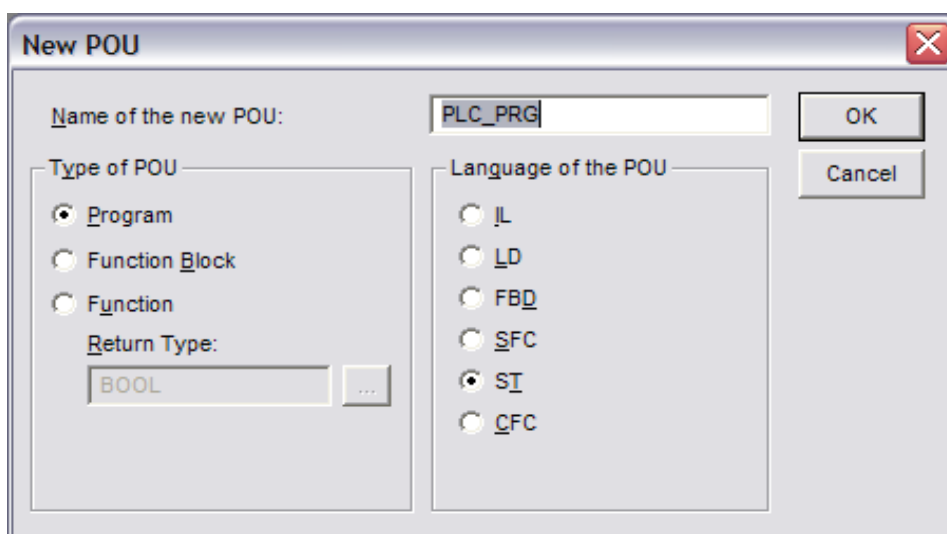 New POU
Name of the new POU:
PLC_PRG
OK
Cancel
Type of POU
Program
Function Block
Function
Return Type:
BOOL
...
Language of the POU
IL
LD
FBD
SFC
ST
CFC